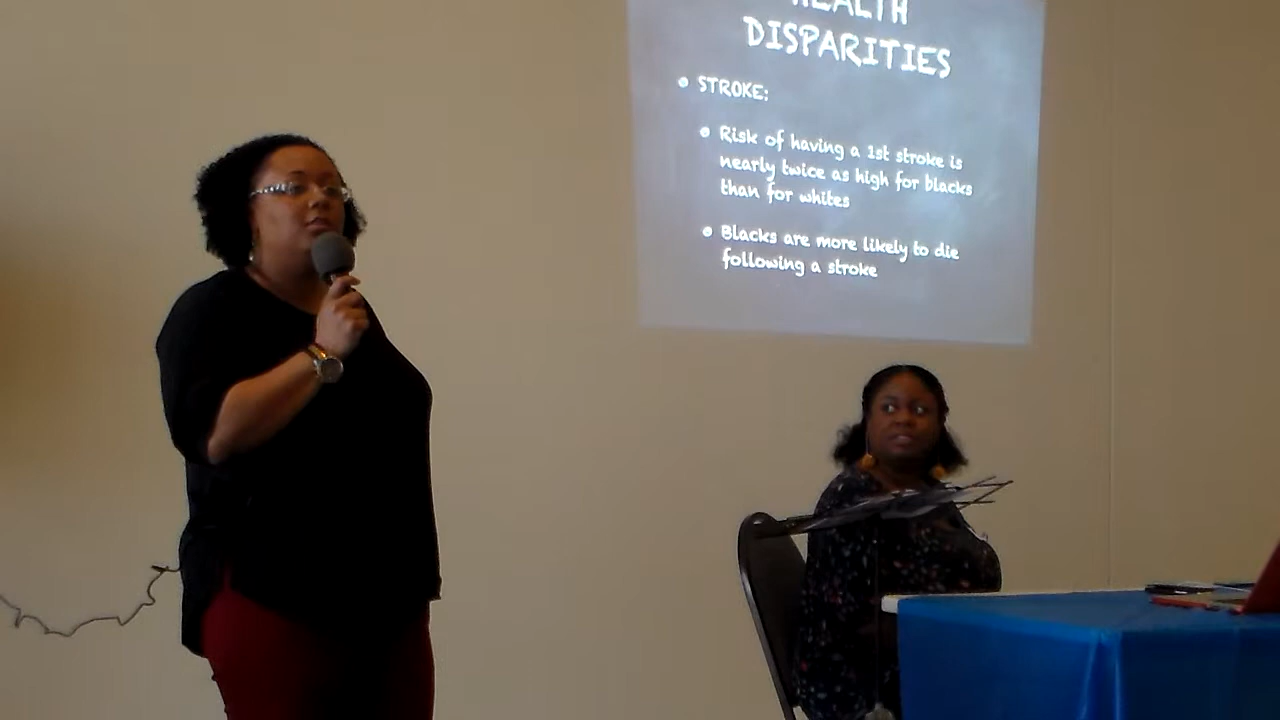 HEALTH
DISPARITIES
• STROKE:
• Risk of having a 1st stroke is
nearly twice as high for blacks
than for whites
• Blacks are more likely to die
following a stroke